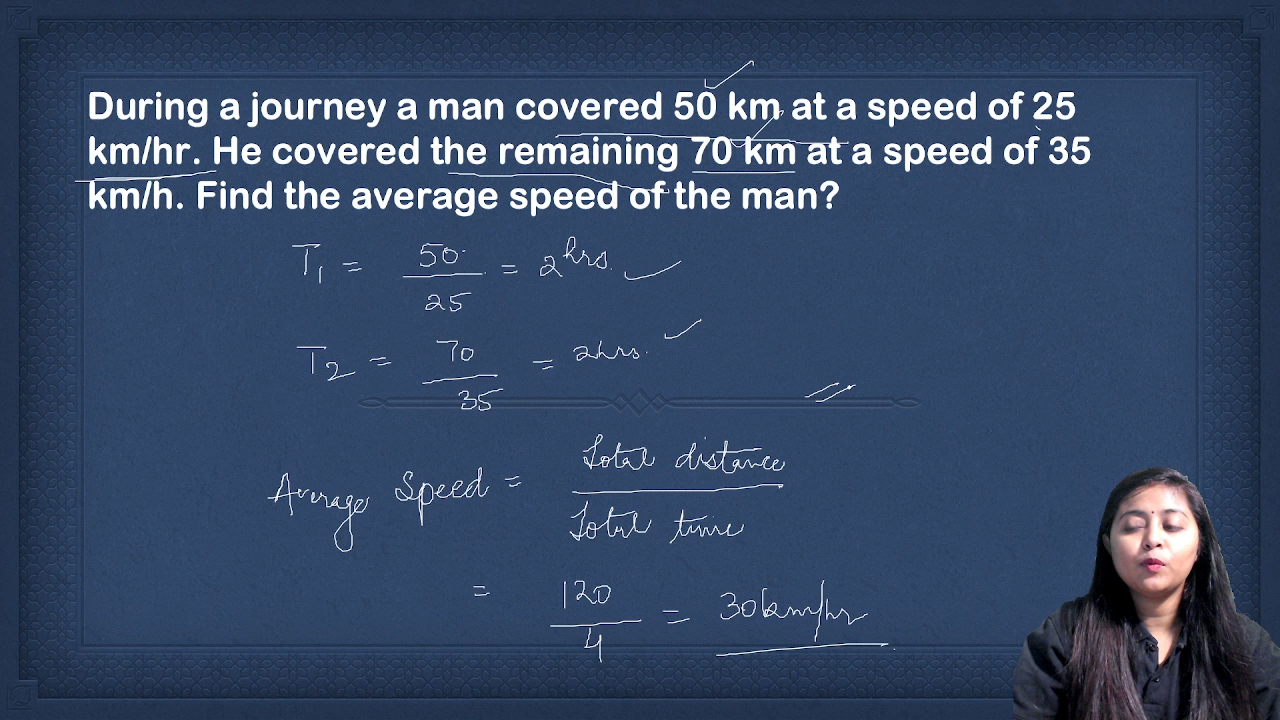 During a journey a man covered 50 km at a speed of 25
km/hr. He covered the remaining 70 km at a speed of 35
km/h. Find the average speed of the man?
T₁ = 50/25 = 2hrs.
T₂ = 70/35 = 2hrs.
Average Speed = Total distance/Total time
= 120/4 = 30km/hr